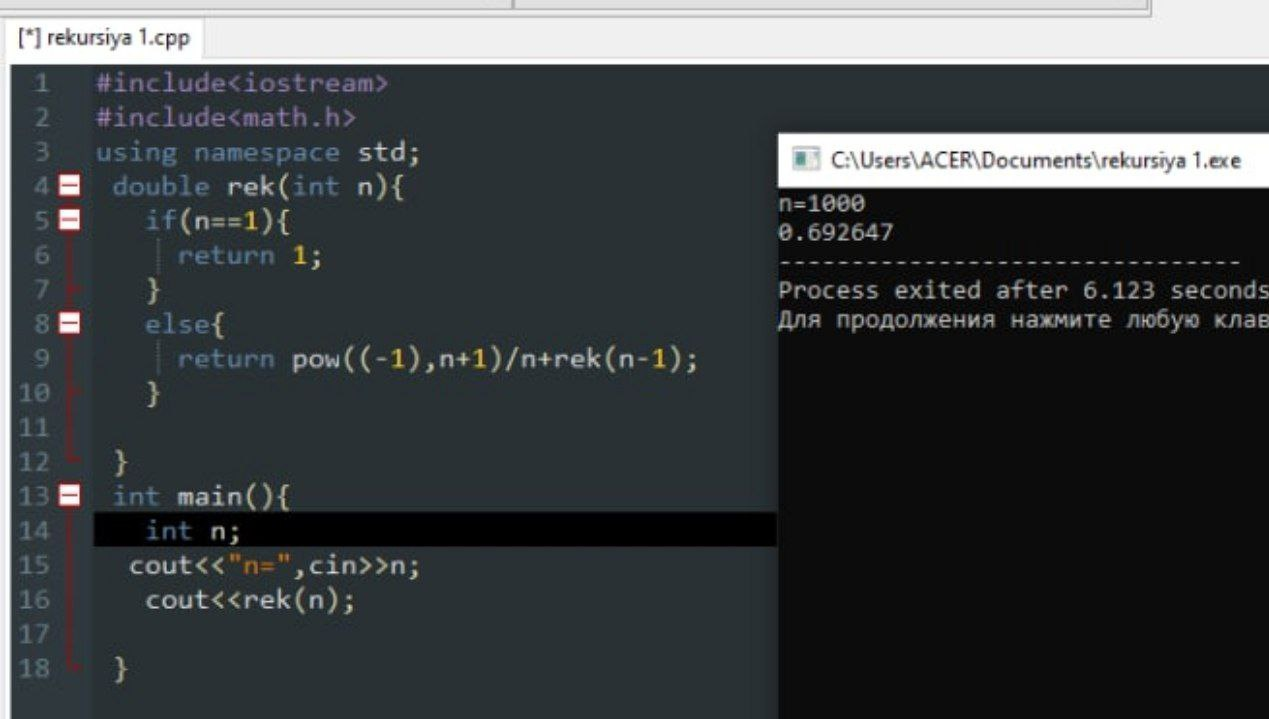 [*] rekursiya 1.cpp
1 #include<iostream>
2 #include<math.h>
3 using namespace std;
4 double rek(int n){
5 if(n==1){
6 return 1;
7 }
8 else{
9 return pow((-1),n+1)/n+rek(n-1);
10 }
11
12 }
13 int main(){
14 int n;
15 cout<<"n=",cin>>n;
16 cout<<rek(n);
17
18 }
C:\Users\ACER\Documents\rekursiya 1.exe
n=1000
0.692647
--------------------------------
Process exited after 6.123 seconds
Для продолжения нажмите любую клав